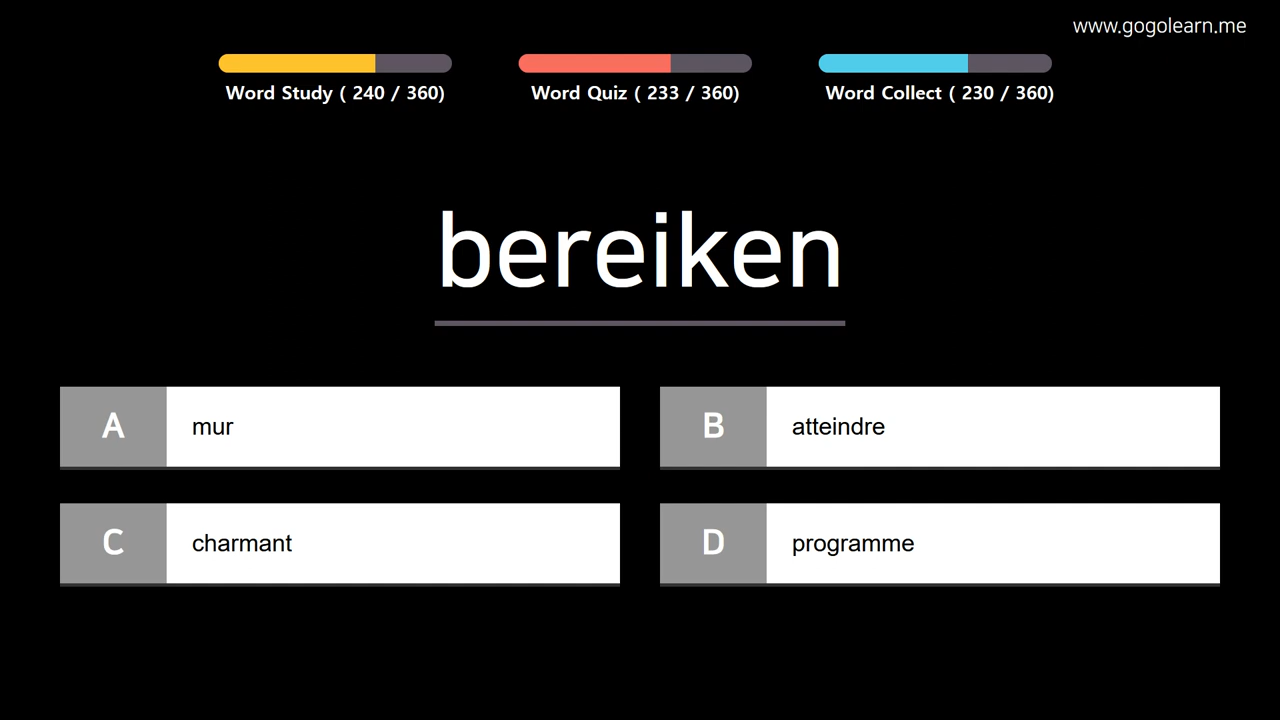 www.gogolearn.me
Word Study ( 240 / 360)
Word Quiz ( 233 / 360)
Word Collect ( 230 / 360)
bereiken
A mur
B atteindre
C charmant
D programme